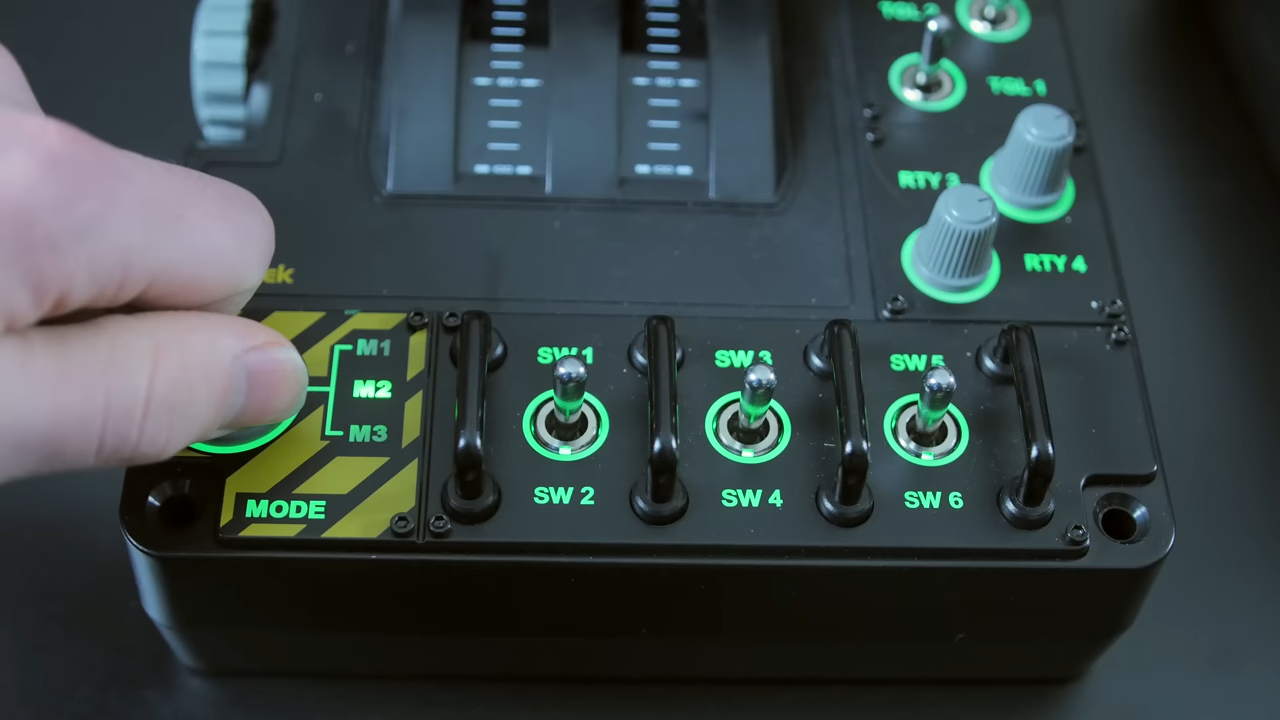 TGL 2
TGL 1
RTY 3
RTY 4
M1
M2
M3
MODE
SW 1
SW 3
SW 5
SW 2
SW 4
SW 6